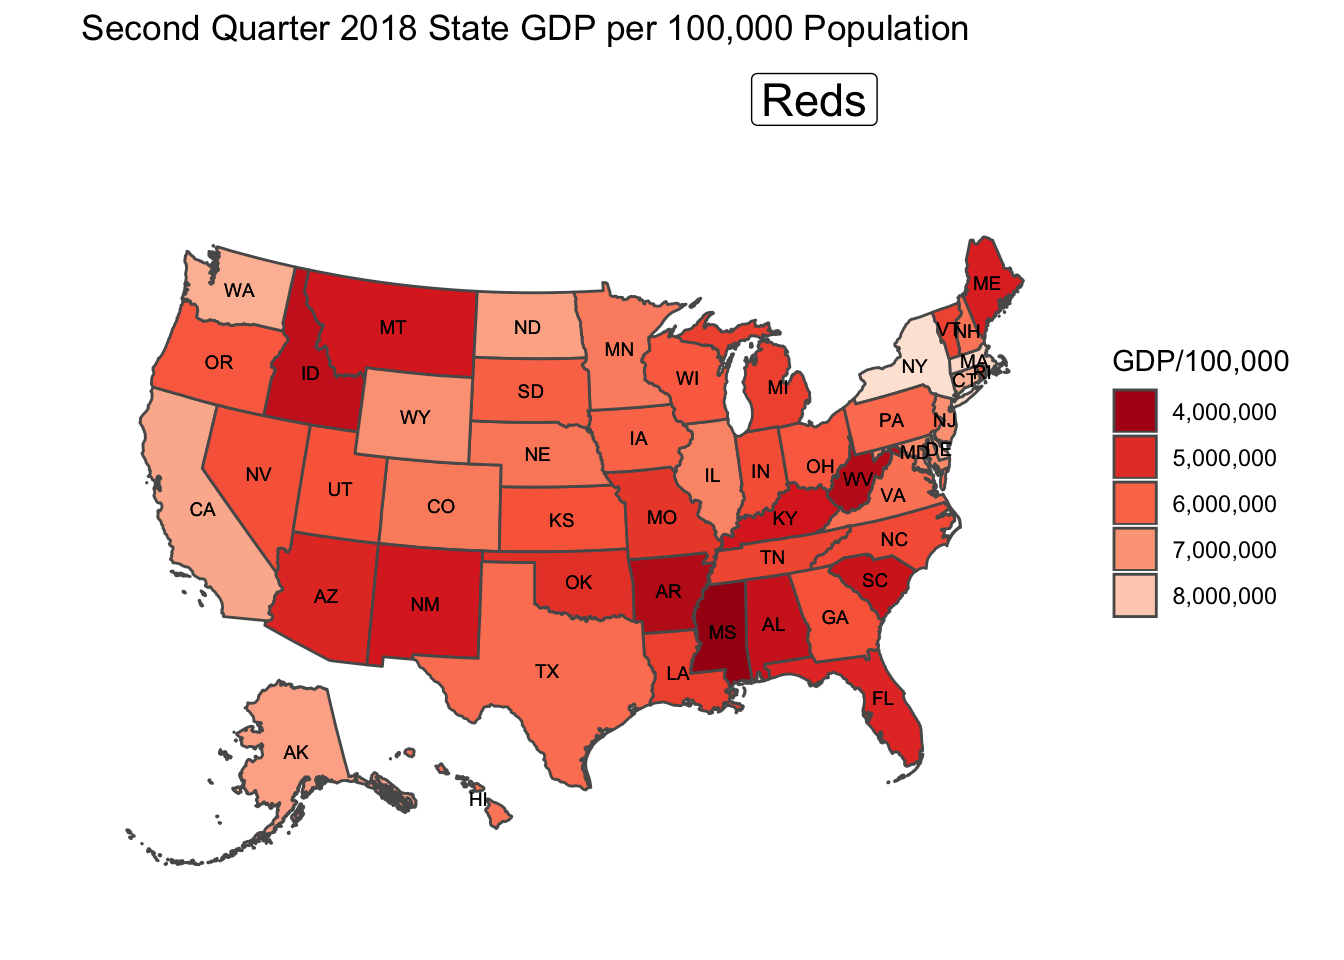 Second Quarter 2018 State GDP per 100,000 Population
Reds
WA
MT
ND
MN
ME
OR
ID
SD
WI
MI
NY
VT
NH
MA
CT
RI
WY
IA
PA
NJ
NV
UT
CO
NE
IL
IN
OH
MD
DE
WV
VA
CA
KS
MO
KY
NC
AZ
NM
OK
AR
TN
SC
MS
AL
GA
TX
LA
FL
AK
HI
GDP/100,000
4,000,000
5,000,000
6,000,000
7,000,000
8,000,000